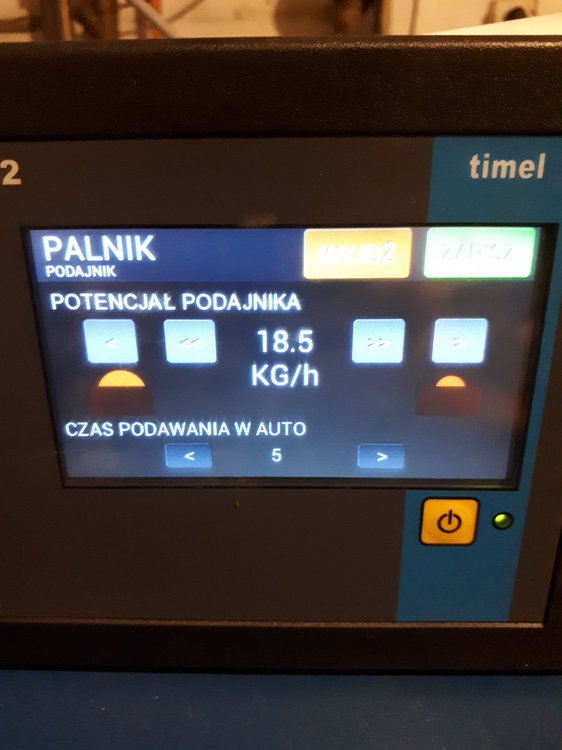 2
timel
PALNIK
PODAJNIK
WYJDŹ
ZAPISZ
POTENCJAŁ PODAJNIKA
< << 18.5 >> >
KG/h
CZAS PODAWANIA W AUTO
< 5 >